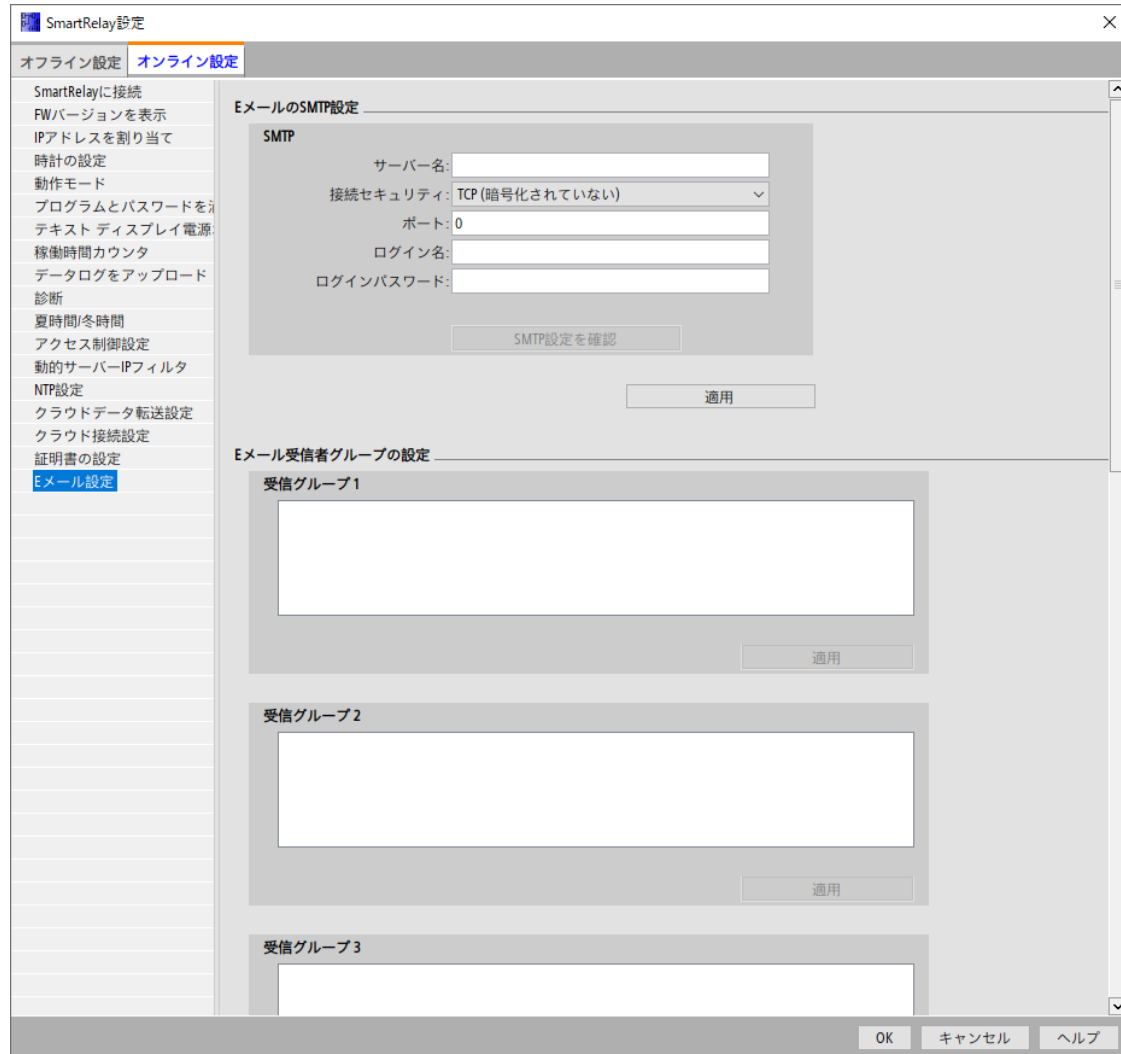 SmartRelay設定
オフライン設定 オンライン設定
SmartRelayに接続
FWバージョンを表示
IPアドレスを割り当て
時計の設定
動作モード
プログラムとパスワードを
テキスト ディスプレイ電源
稼働時間カウンタ
データログをアップロード
診断
夏時間/冬時間
アクセス制御設定
動的サーバーIPフィルタ
NTP設定
クラウドデータ転送設定
クラウド接続設定
証明書の設定
Eメール設定
EメールのSMTP設定
SMTP
サーバー名:
接続セキュリティ: TCP (暗号化されていない)
ポート: 0
ログイン名:
ログインパスワード:
SMTP設定を確認
適用
Eメール受信者グループの設定
受信グループ 1
適用
受信グループ 2
適用
受信グループ 3
OK キャンセル ヘルプ